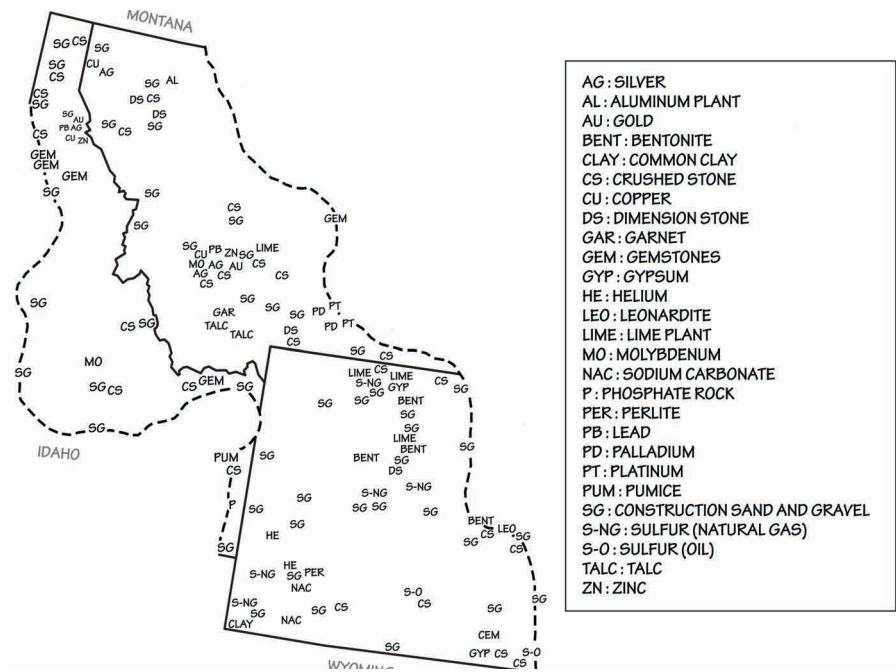 MONTANA
SG CS SG
SG CU AG
CS
CS
SG
SG AL
DS CS
DS
SG
SG AU
PB AG
CU ZN
SG CS
CS
GEM
GEM
GEM
SG
SG
SG
CS
SG
GEM
SG
CU PB ZN SG LIME
MO AG AU CS
AG CS CS
CS
SG
SG
GAR
TALC
TALC
SG
SG
PD PT
PD PT
DS
CS
CS SG
MO
SG CS
SG
CS GEM SG
SG
IDAHO
SG CS
CS
LIME LIME CS SG
S-NG GYP
SG
SG SG BENT
SG
SG
LIME
BENT
SG
BENT SG
DS
PUM
CS
SG
P
SG
S-NG S-NG
SG SG SG SG
SG
HE
SG
BENT LEO
CS SG
SG CS
HE
S-NG SG PER
NAC
S-O
CS
S-NG
SG
CLAY NAC SG CS
SG SG
SG
CEM
GYP CS S-O
CS
WYOMING
AG : SILVER
AL : ALUMINUM PLANT
AU : GOLD
BENT : BENTONITE
CLAY : COMMON CLAY
CS : CRUSHED STONE
CU : COPPER
DS : DIMENSION STONE
GAR : GARNET
GEM : GEMSTONES
GYP : GYPSUM
HE : HELIUM
LEO : LEONARDITE
LIME : LIME PLANT
MO : MOLYBDENUM
NAC : SODIUM CARBONATE
P : PHOSPHATE ROCK
PER : PERLITE
PB : LEAD
PD : PALLADIUM
PT : PLATINUM
PUM : PUMICE
SG : CONSTRUCTION SAND AND GRAVEL
S-NG : SULFUR (NATURAL GAS)
S-O : SULFUR (OIL)
TALC : TALC
ZN : ZINC